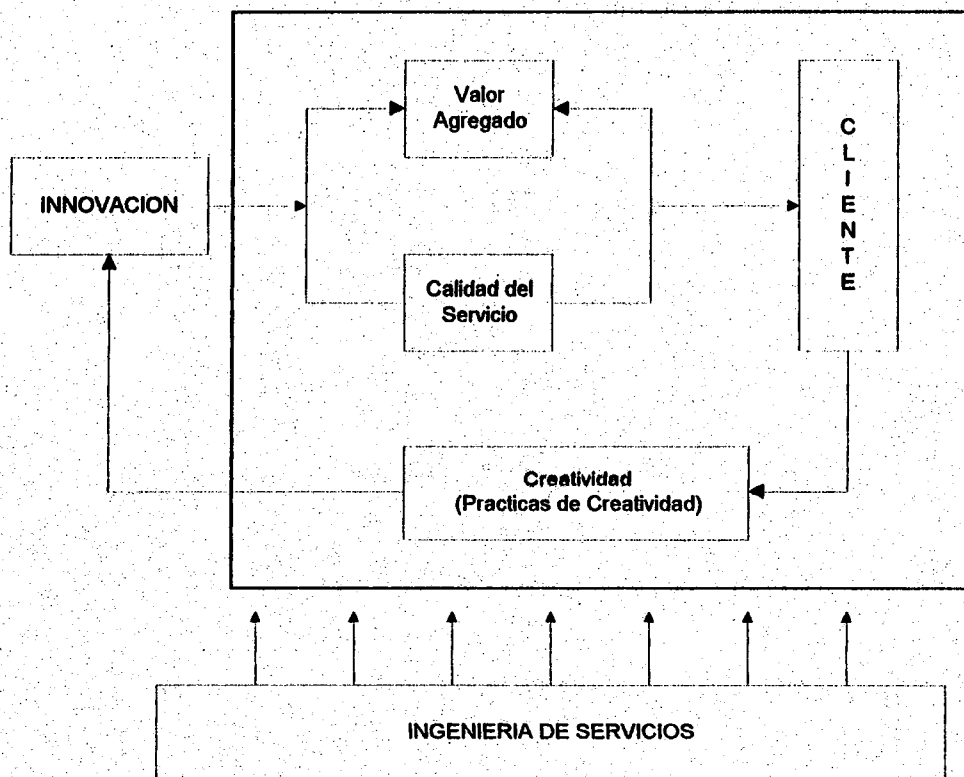 Valor
Agregado
C
L
I
E
N
T
E
INNOVACION
Calidad del
Servicio
Creatividad
(Practicas de Creatividad)
INGENIERIA DE SERVICIOS